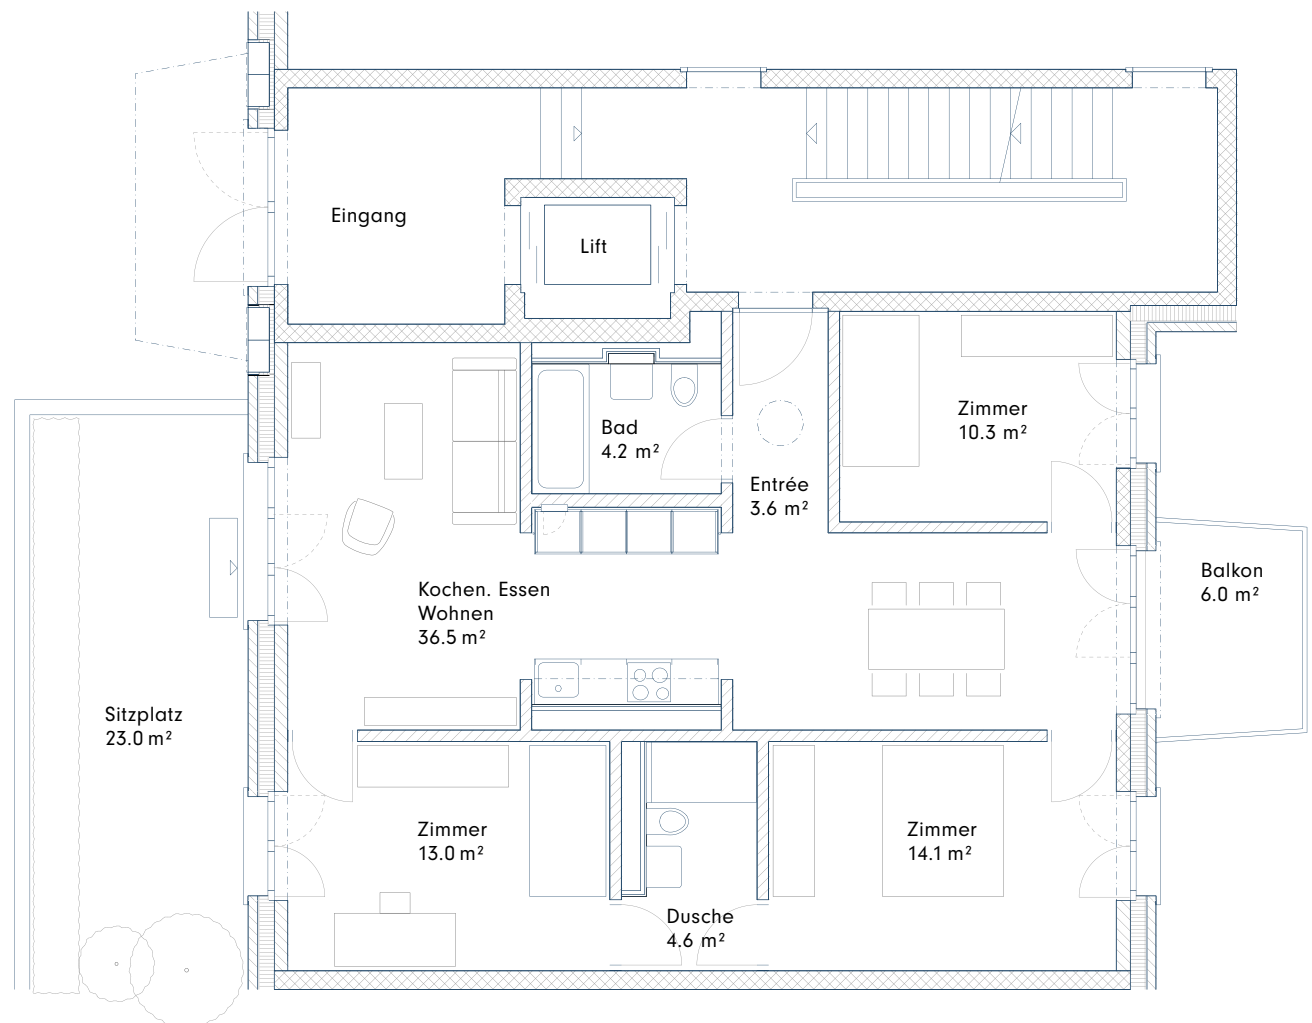 Eingang
Lift
Zimmer
10.3 m²
Bad
4.2 m²
Entrée
3.6 m²
Balkon
6.0 m²
Kochen. Essen
Wohnen
36.5 m²
Sitzplatz
23.0 m²
Zimmer
13.0 m²
Zimmer
14.1 m²
Dusche
4.6 m²